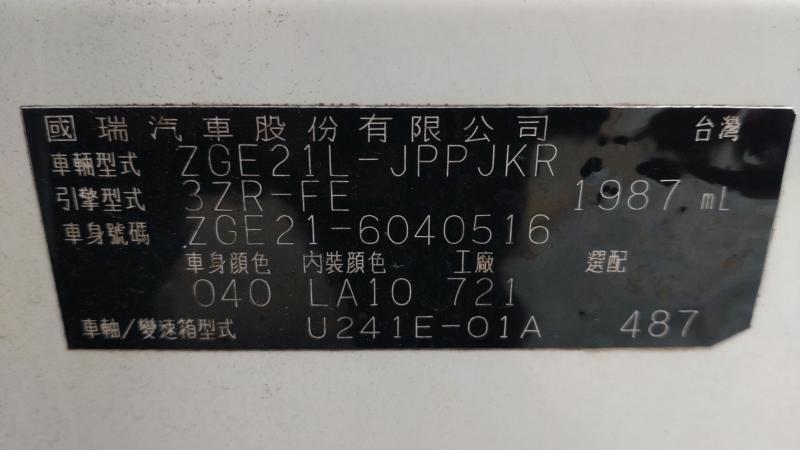 國瑞汽車股份有限公司 台灣
車輛型式 ZGE21L-JPPJKR
引擎型式 3ZR-FE 1987 mL
車身號碼 ZGE21-6040516
車身顔色 內裝顔色 工廠 選配
040 LA10 721
車軸/變速箱型式 U241E-01A 487